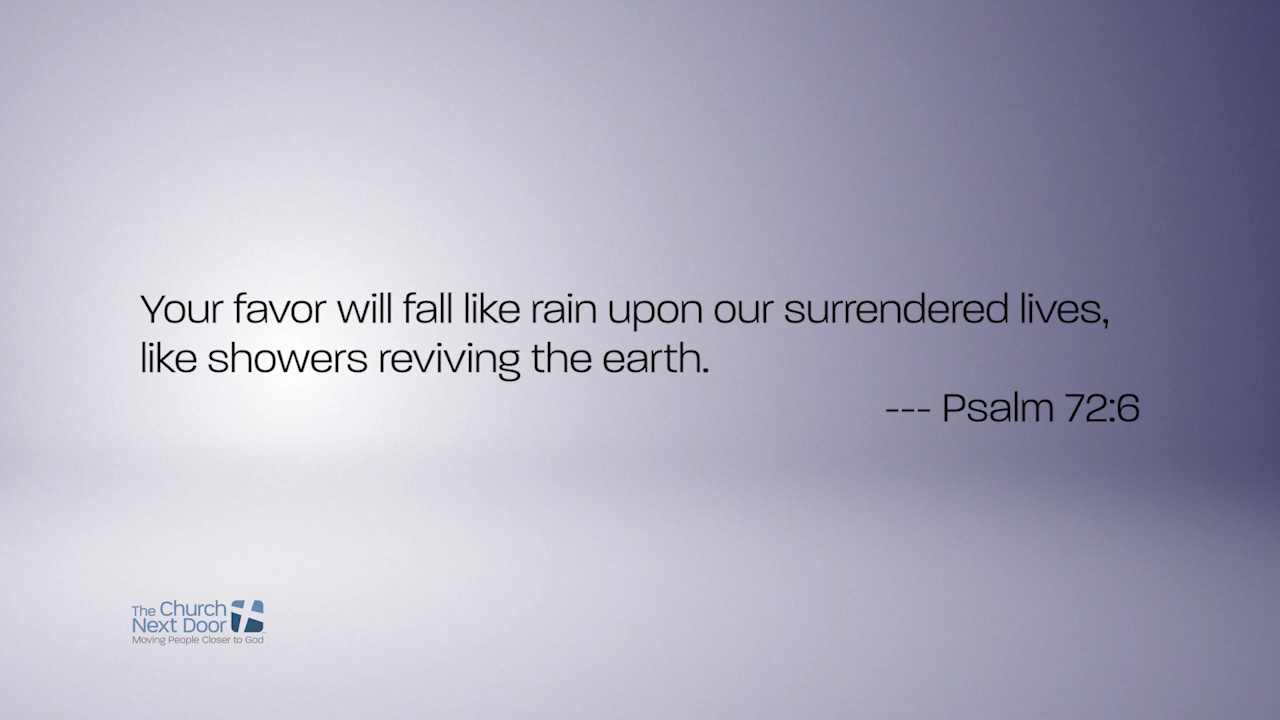 Your favor will fall like rain upon our surrendered lives,
like showers reviving the earth.
--- Psalm 72:6
The Church
Next Door
Moving People Closer to God